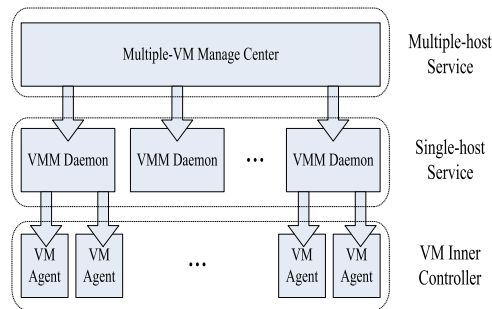 Multiple-VM Manage Center
Multiple-host
Service
VMM Daemon
VMM Daemon
...
VMM Daemon
Single-host
Service
VM
Agent
VM
Agent
...
VM
Agent
VM
Agent
VM Inner
Controller